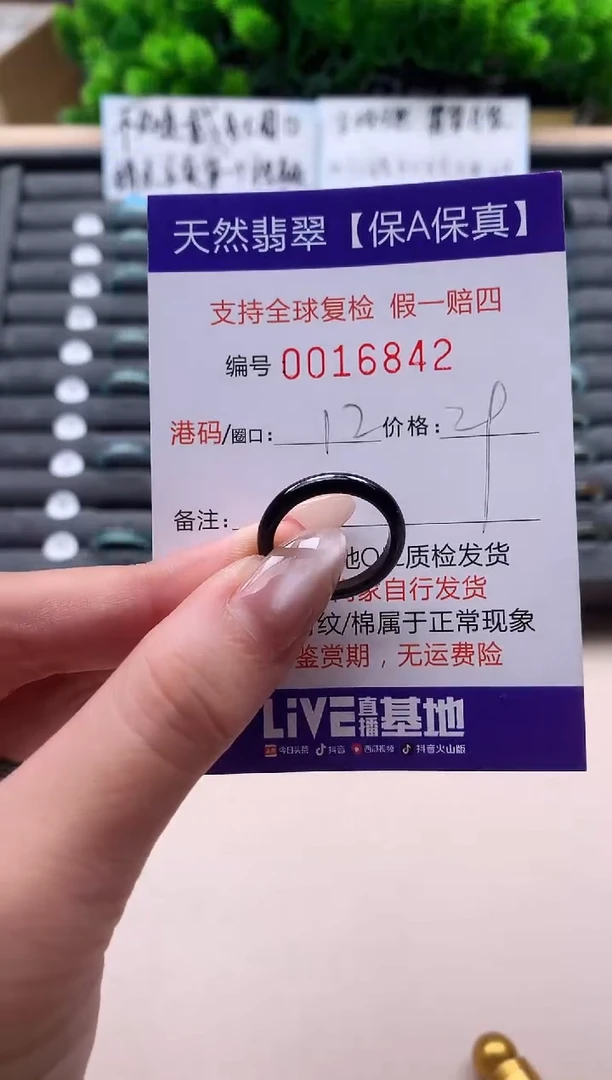 天然翡翠【保A保真】
支持全球复检 假一赔四
编号 0016842
港码/圈口: 12 价格: 29
备注:
质检发货
家自行发货
纹/棉属于正常现象
鉴赏期，无运费险
LiVE直播基地
今日头条 抖音 西瓜视频 抖音火山版